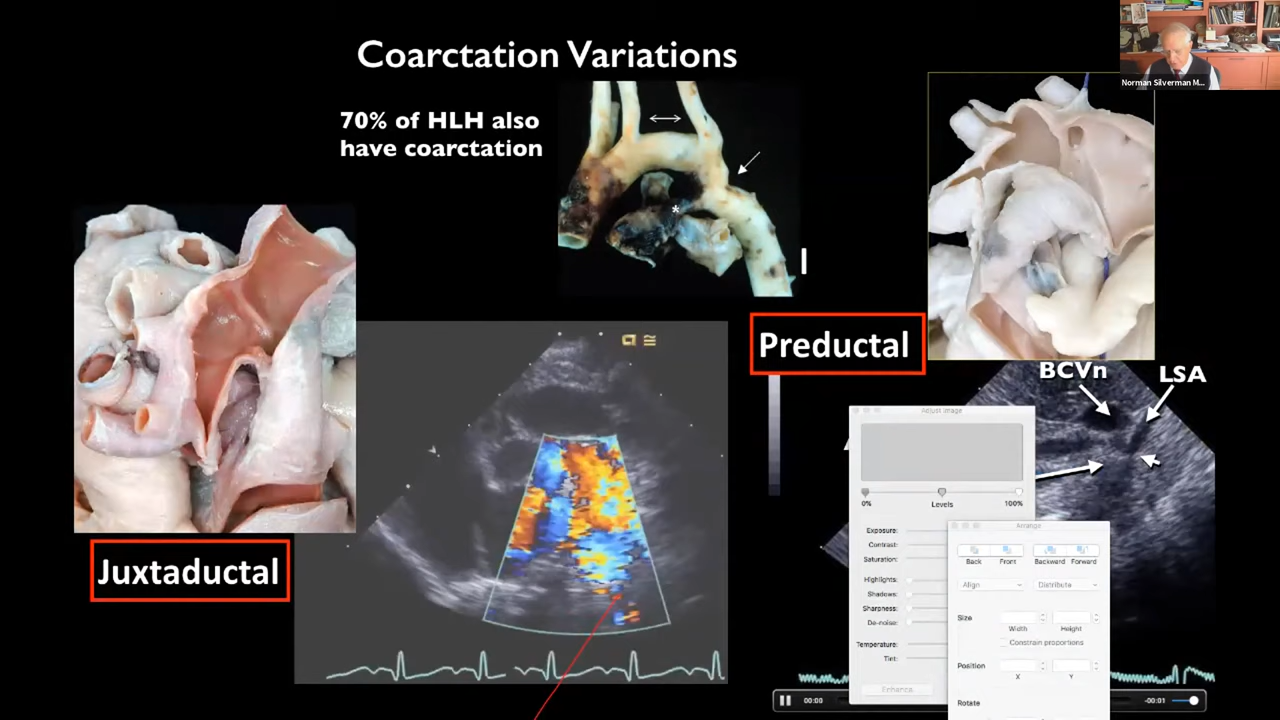 Coarctation Variations
Norman Silverman M...
70% of HLH also
have coarctation
Preductal
BCVn
LSA
Juxtaductal
Adjust Image
0%
Levels
100%
Exposure:
Contrast:
Saturation:
Highlights:
Shadows:
Sharpness:
De-noise:
Temperature:
Tint:
Enhance
Arrange
Back
Front
Backward
Forward
Align
Distribute
Size
Width
Height
Constrain proportions
Position
X
Y
Rotate
00:00
-00:01